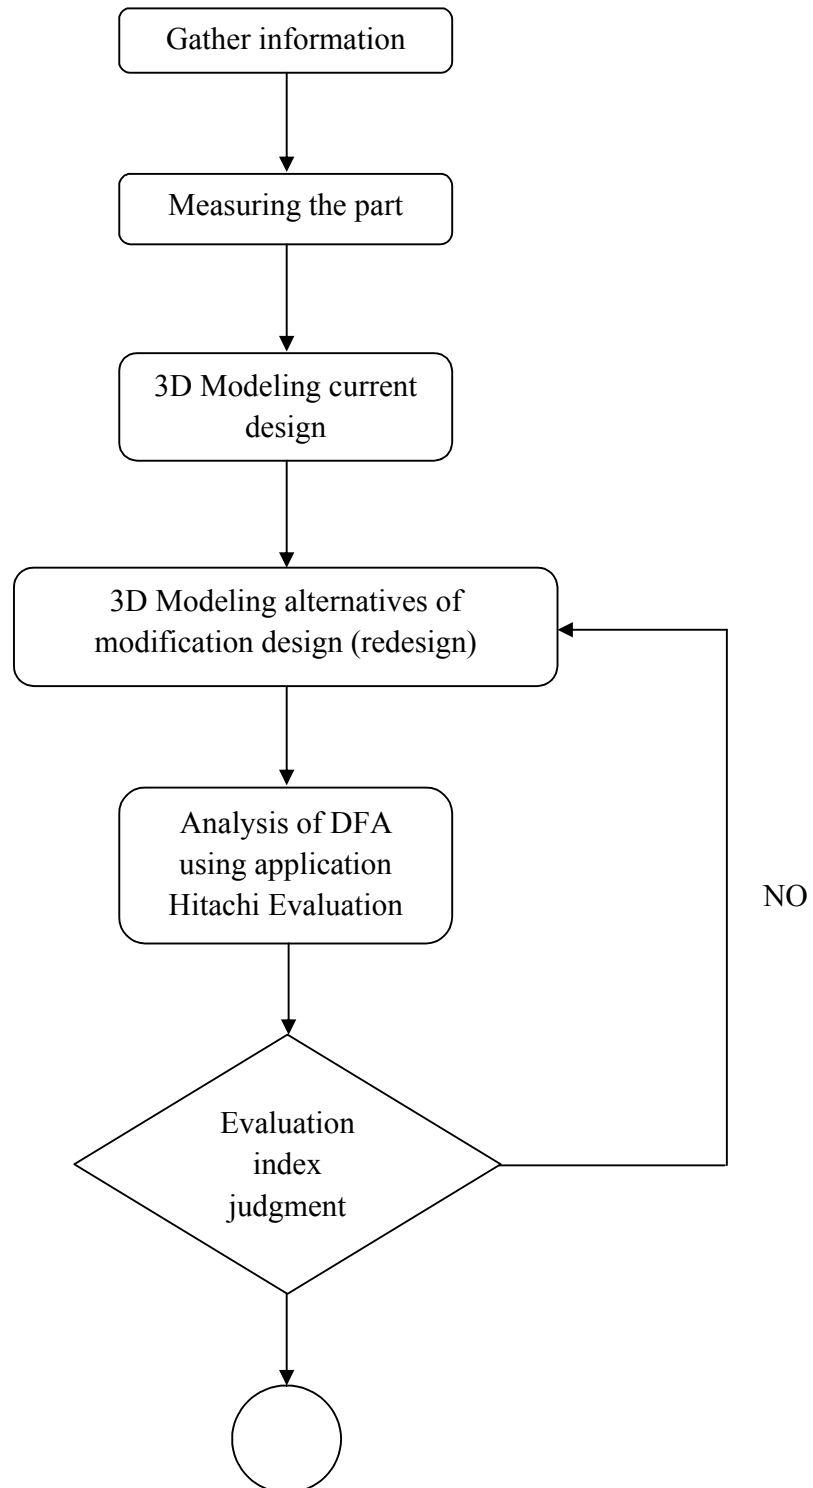 Gather information
Measuring the part
3D Modeling current
design
3D Modeling alternatives of
modification design (redesign)
Analysis of DFA
using application
Hitachi Evaluation
NO
Evaluation
index
judgment